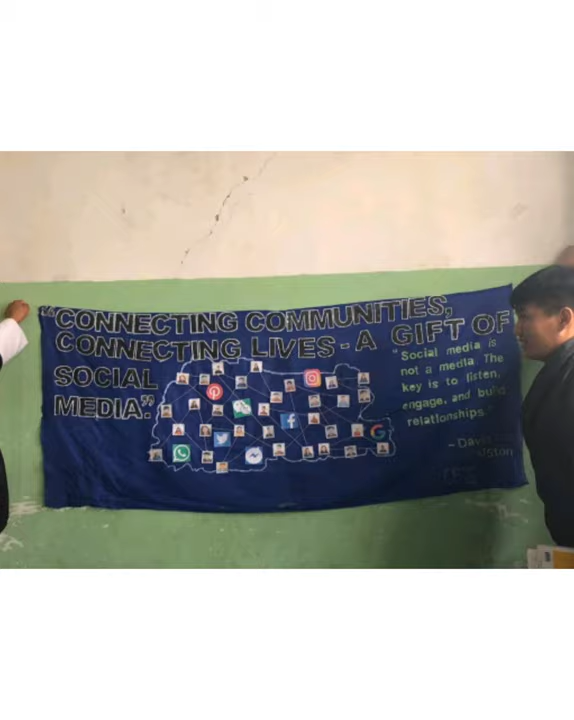 "CONNECTING COMMUNITIES,
CONNECTING LIVES - A GIFT OF
SOCIAL
MEDIA".
"Social media is
not a media. The
key is to listen,
engage, and build
relationships."
- David
Alston